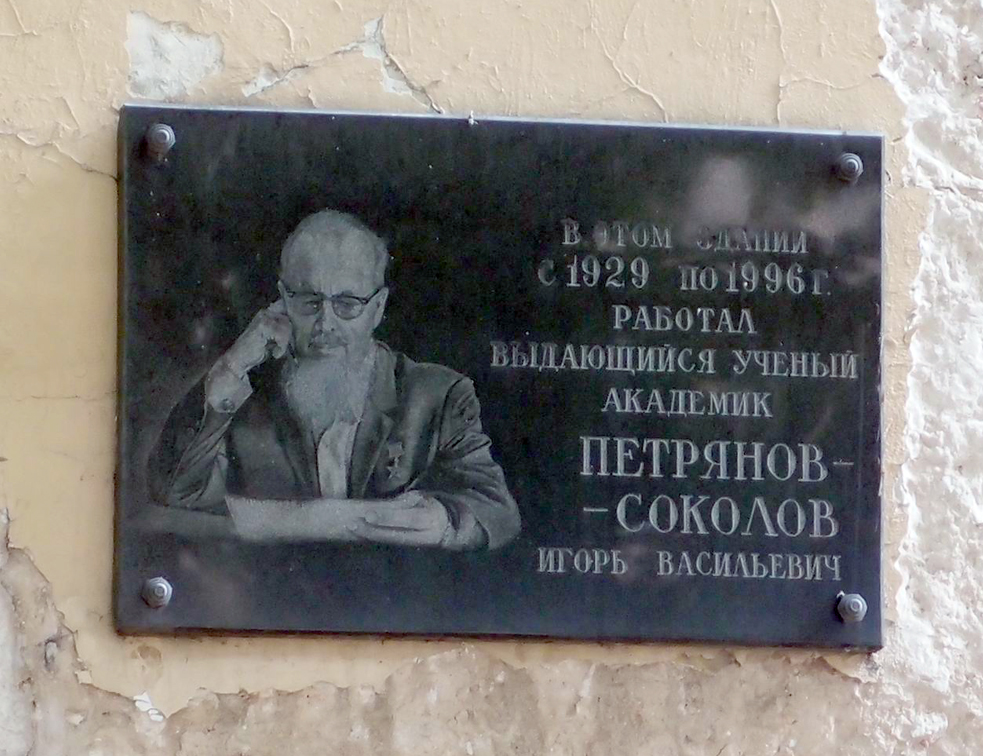 В ЭТОМ ЗДАНИИ
С 1929 ПО 1996 Г.
РАБОТАЛ
ВЫДАЮЩИЙСЯ УЧЕНЫЙ
АКАДЕМИК
ПЕТРЯНОВ-
-СОКОЛОВ
ИГОРЬ ВАСИЛЬЕВИЧ